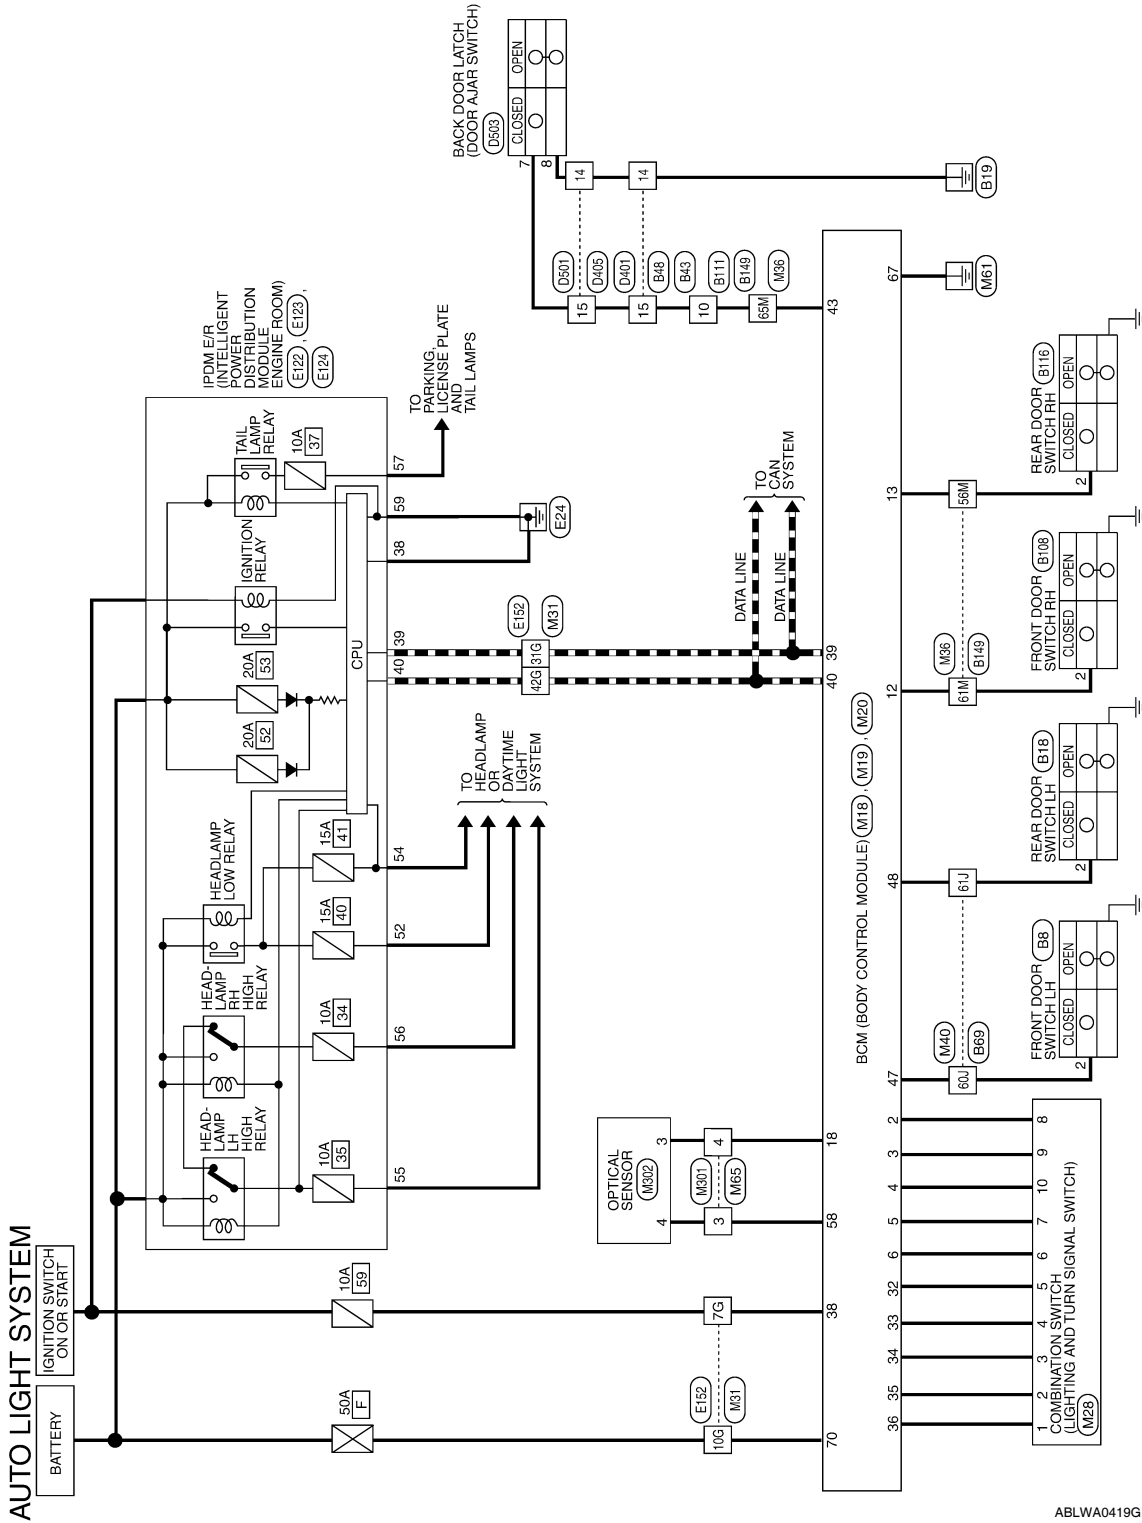 AUTO LIGHT SYSTEM
BATTERY
IGNITION SWITCH
ON OR START
50A
F
10A
59
E152
M31
10G
7G
70
38
IPDM E/R
(INTELLIGENT
POWER
DISTRIBUTION
MODULE
ENGINE ROOM)
E122 , E123 ,
E124
HEAD-
LAMP
LH
HIGH
RELAY
HEAD-
LAMP
RH
HIGH
RELAY
HEADLAMP
LOW RELAY
20A
52
20A
53
IGNITION
RELAY
TAIL
LAMP
RELAY
10A
37
10A
35
10A
34
15A
40
15A
41
CPU
55
56
52
54
40
39
38
59
57
TO
HEADLAMP
OR
DAYTIME
LIGHT
SYSTEM
TO
PARKING,
LICENSE PLATE
AND
TAIL LAMPS
E24
E152
M31
42G
31G
DATA LINE
DATA LINE
TO
CAN
SYSTEM
40
39
BACK DOOR LATCH
(DOOR AJAR SWITCH)
D503
CLOSED
OPEN
7
8
14
14
B19
D501
D405
D401
B48
B43
B111
B149
M36
15
15
10
65M
43
67
M61
OPTICAL
SENSOR
M302
4
3
M301
M65
3
4
58
18
BCM (BODY CONTROL MODULE) M18 , M19 , M20
36
35
34
33
32
6
5
4
3
2
47
48
12
13
1
2
3
4
5
6
7
10
9
8
COMBINATION SWITCH
(LIGHTING AND TURN SIGNAL SWITCH)
M28
M40
B69
60J
61J
M36
B149
61M
56M
2
FRONT DOOR
SWITCH LH
B8
CLOSED
OPEN
2
REAR DOOR
SWITCH LH
B18
CLOSED
OPEN
2
FRONT DOOR
SWITCH RH
B108
CLOSED
OPEN
2
REAR DOOR
SWITCH RH
B116
CLOSED
OPEN
ABLWA0419G